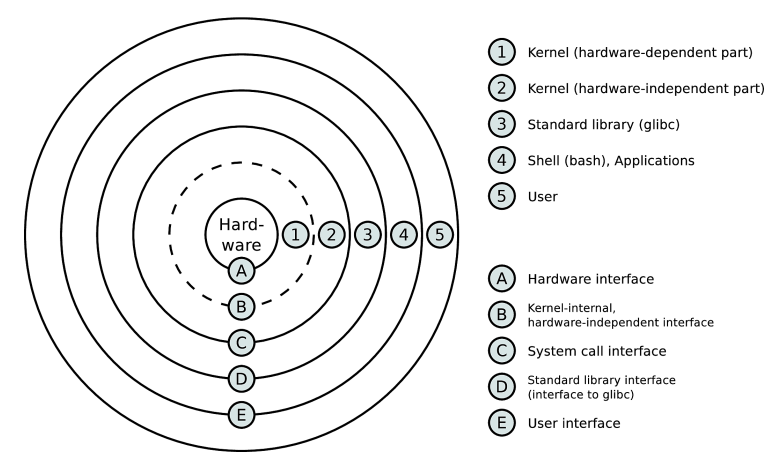 Hard-
ware
1
2
3
4
5
A
B
C
D
E
1 Kernel (hardware-dependent part)
2 Kernel (hardware-independent part)
3 Standard library (glibc)
4 Shell (bash), Applications
5 User
A Hardware interface
B Kernel-internal,
hardware-independent interface
C System call interface
D Standard library interface
(interface to glibc)
E User interface